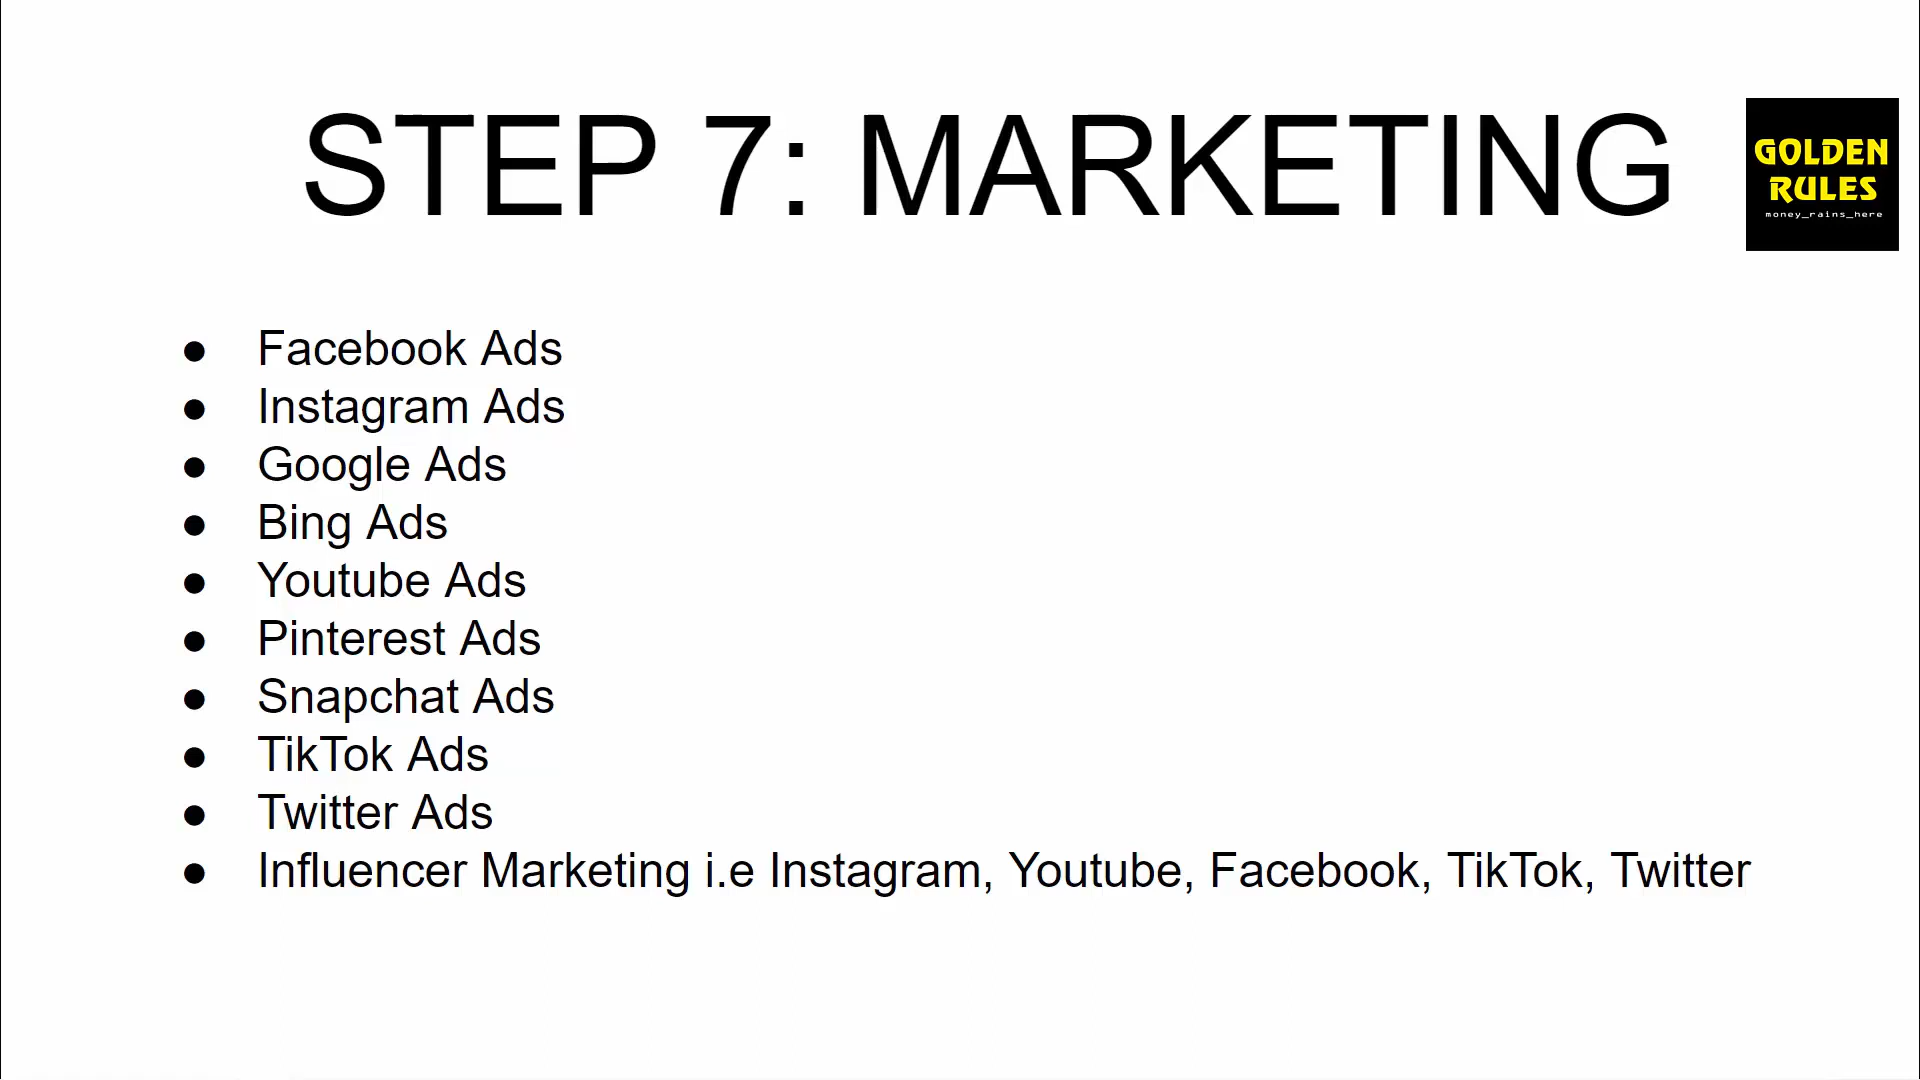 STEP 7: MARKETING
GOLDEN
RULES
money_rains_here
● Facebook Ads
● Instagram Ads
● Google Ads
● Bing Ads
● Youtube Ads
● Pinterest Ads
● Snapchat Ads
● TikTok Ads
● Twitter Ads
● Influencer Marketing i.e Instagram, Youtube, Facebook, TikTok, Twitter